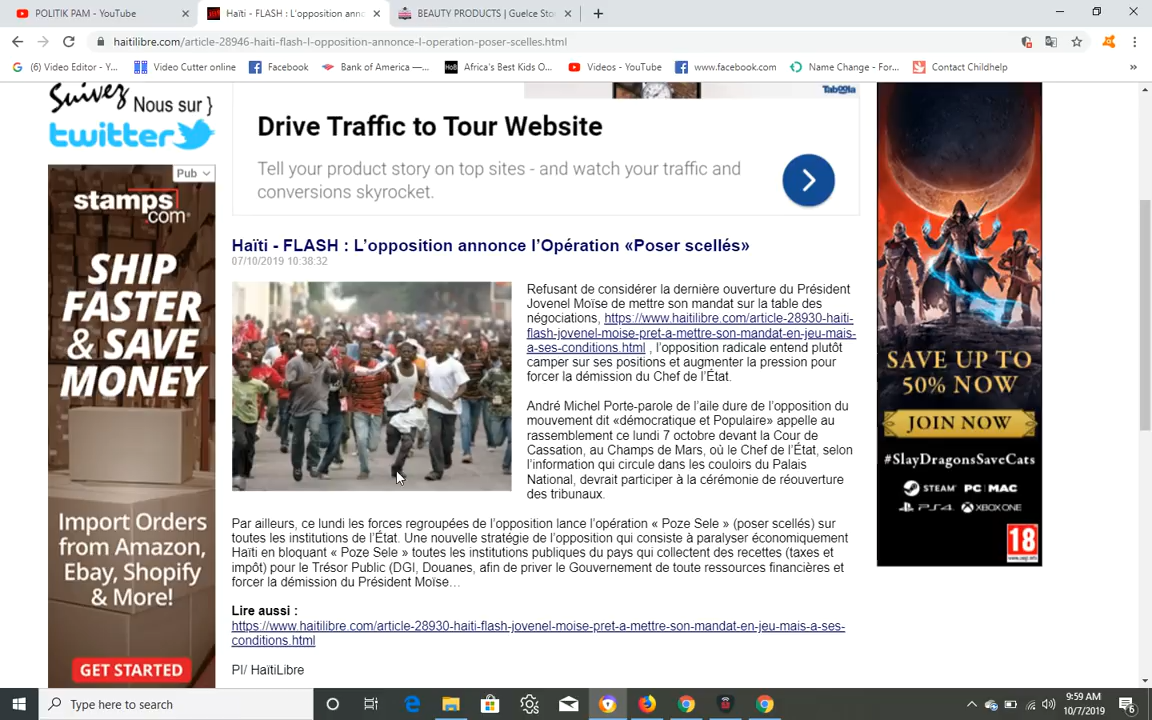 POLITIK PAM - YouTube
Haïti - FLASH : L'opposition anno
BEAUTY PRODUCTS | Guelce Sto
haitilibre.com/article-28946-haiti-flash-l-opposition-annonce-l-operation-poser-scelles.html
(6) Video Editor - Y...
Video Cutter online
Facebook
Bank of America —...
HoB
Africa's Best Kids O...
Videos - YouTube
www.facebook.com
Name Change - For...
Contact Childhelp
Suivez Nous sur }
twitter
Taboola
Drive Traffic to Tour Website
Tell your product story on top sites - and watch your traffic and
conversions skyrocket.
Pub
stamps.com
SHIP
FASTER
& SAVE
MONEY
Import Orders
from Amazon,
Ebay, Shopify
& More!
GET STARTED
Haïti - FLASH : L'opposition annonce l'Opération «Poser scellés»
07/10/2019 10:38:32
Refusant de considérer la dernière ouverture du Président
Jovenel Moïse de mettre son mandat sur la table des
négociations, https://www.haitilibre.com/article-28930-haiti-
flash-jovenel-moise-pret-a-mettre-son-mandat-en-jeu-mais-
a-ses-conditions.html , l'opposition radicale entend plutôt
camper sur ses positions et augmenter la pression pour
forcer la démission du Chef de l'État.
André Michel Porte-parole de l'aile dure de l'opposition du
mouvement dit «démocratique et Populaire» appelle au
rassemblement ce lundi 7 octobre devant la Cour de
Cassation, au Champs de Mars, où le Chef de l'État, selon
l'information qui circule dans les couloirs du Palais
National, devrait participer à la cérémonie de réouverture
des tribunaux.
Par ailleurs, ce lundi les forces regroupées de l'opposition lance l'opération « Poze Sele » (poser scellés) sur
toutes les institutions de l'État. Une nouvelle stratégie de l'opposition qui consiste à paralyser économiquement
Haïti en bloquant « Poze Sele » toutes les institutions publiques du pays qui collectent des recettes (taxes et
impôt) pour le Trésor Public (DGI, Douanes, afin de priver le Gouvernement de toute ressources financières et
forcer la démission du Président Moïse…
Lire aussi :
https://www.haitilibre.com/article-28930-haiti-flash-jovenel-moise-pret-a-mettre-son-mandat-en-jeu-mais-a-ses-
conditions.html
PI/ HaïtiLibre
SAVE UP TO
50% NOW
JOIN NOW
#SlayDragonsSaveCats
STEAM PC | MAC
PS4 XBOX ONE
18
Type here to search
9:59 AM
10/7/2019
6